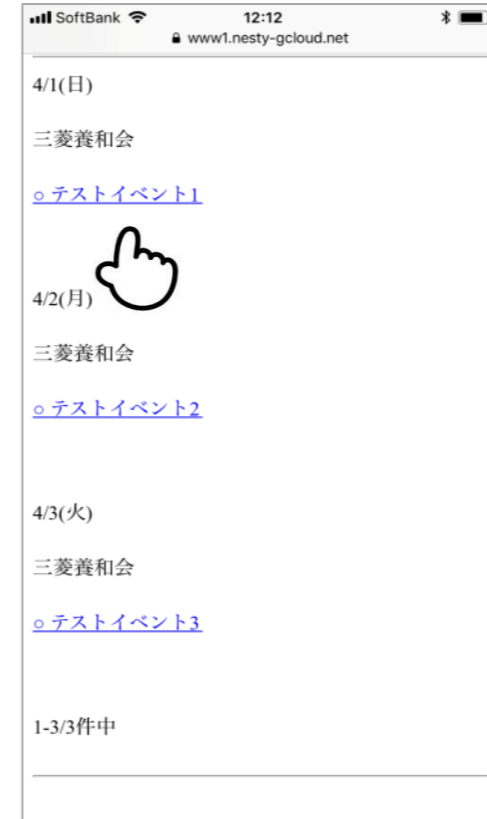 SoftBank 12:12
www1.nesty-gcloud.net
4/1(日)
三菱養和会
○ テストイベント1
4/2(月)
三菱養和会
○ テストイベント2
4/3(火)
三菱養和会
○ テストイベント3
1-3/3件中